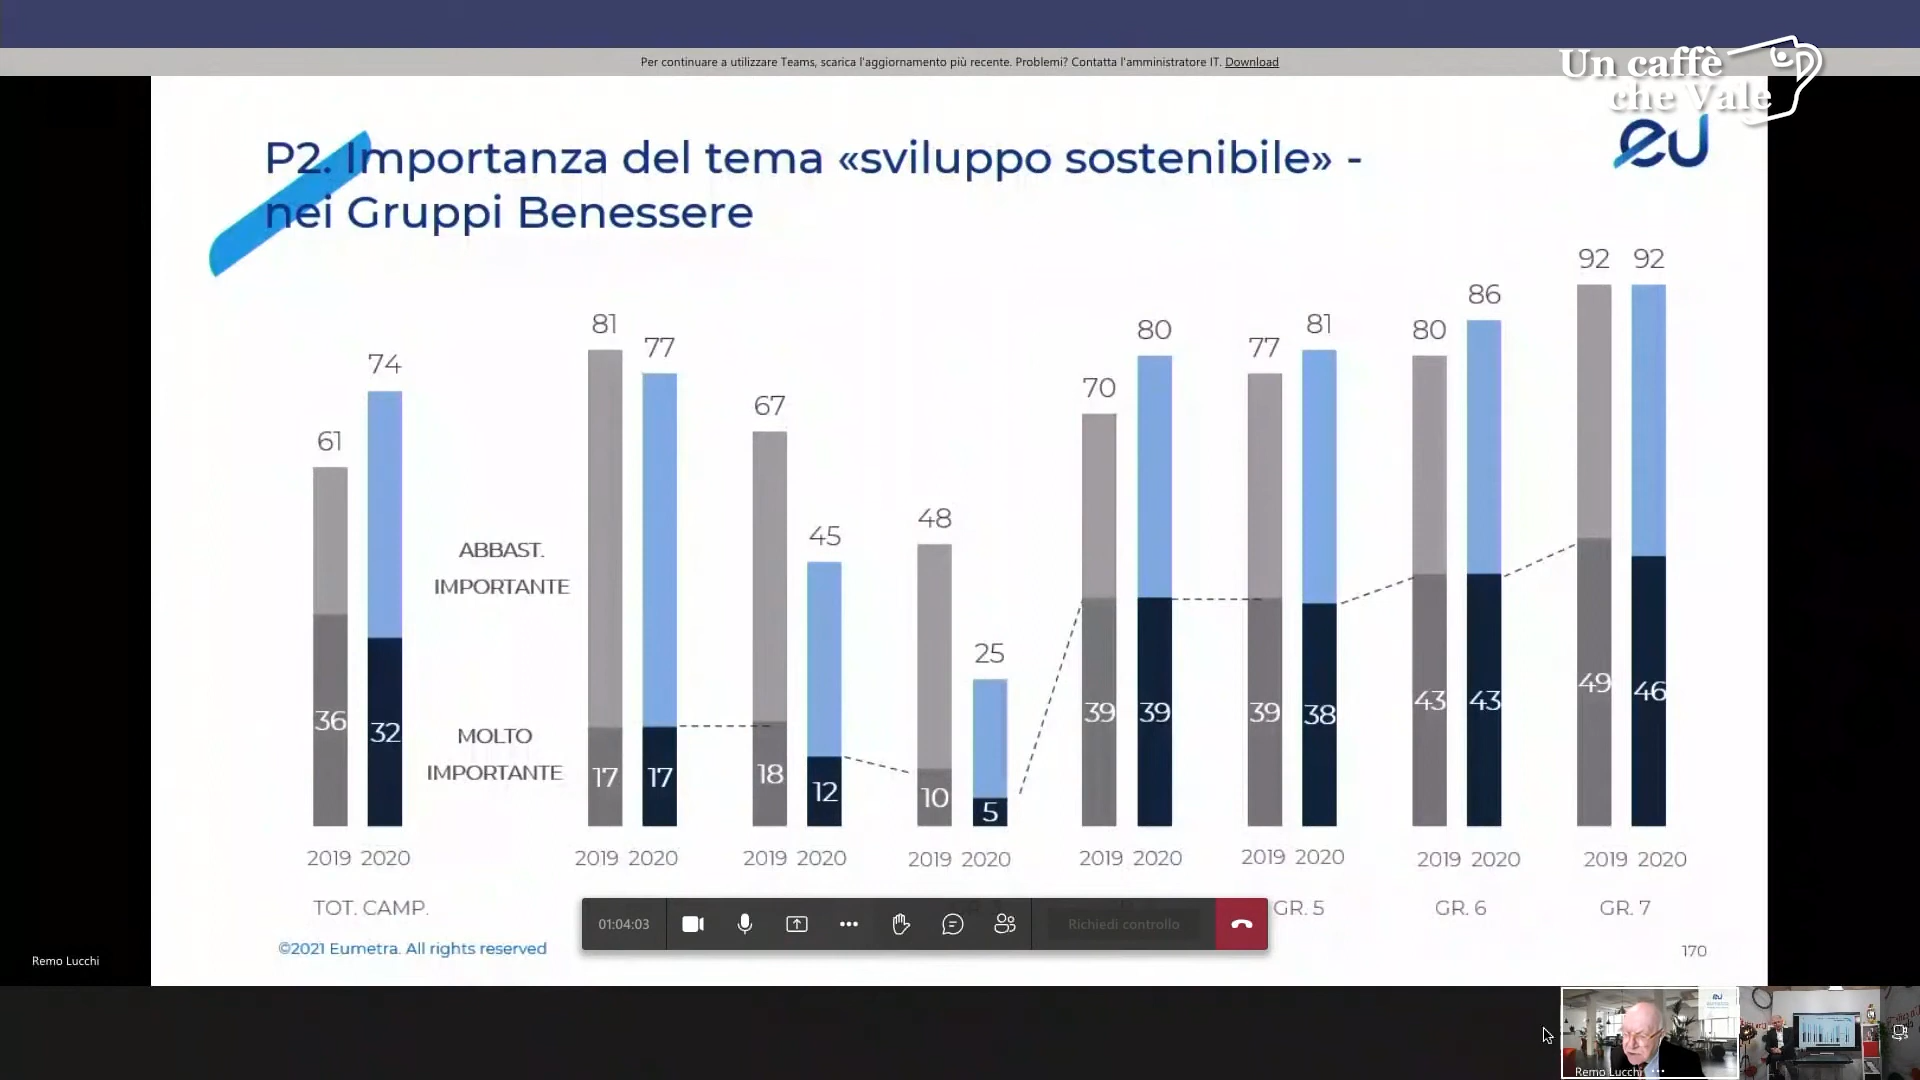 Per continuare a utilizzare Teams, scarica l'aggiornamento più recente. Problemi? Contatta l'amministratore IT. Download
Un caffè
che Vale
eu
P2. Importanza del tema «sviluppo sostenibile» -
nei Gruppi Benessere
61 74 81 77 67 45 48 25 70 80 77 81 80 86 92 92
ABBAST.
IMPORTANTE
MOLTO
IMPORTANTE
36 32 17 17 18 12 10 5 39 39 39 38 43 43 49 46
2019 2020 2019 2020 2019 2020 2019 2020 2019 2020 2019 2020 2019 2020 2019 2020
TOT. CAMP. GR. 5 GR. 6 GR. 7
01:04:03 Richiedi controllo
©2021 Eumetra. All rights reserved
170
Remo Lucchi
Remo Lucchi